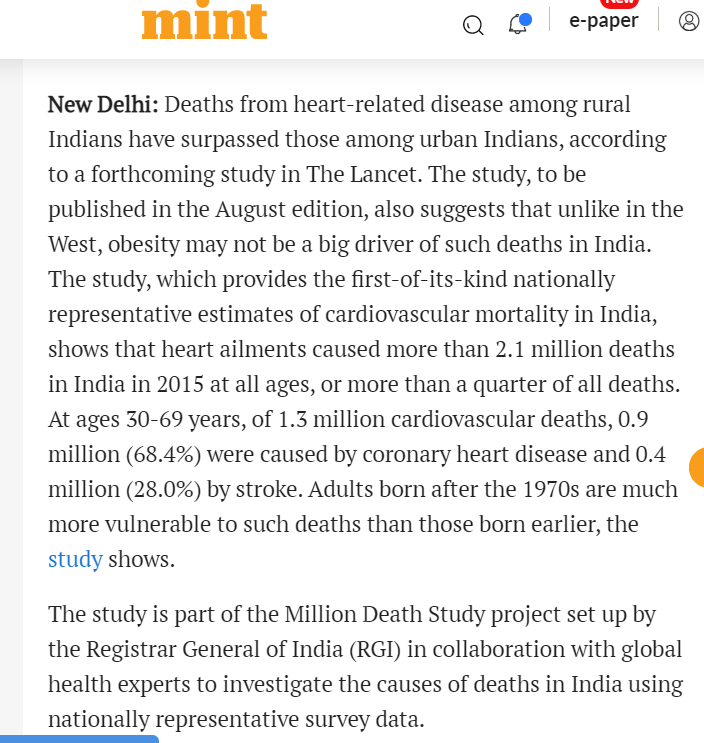 mint
New
e-paper
New Delhi: Deaths from heart-related disease among rural
Indians have surpassed those among urban Indians, according
to a forthcoming study in The Lancet. The study, to be
published in the August edition, also suggests that unlike in the
West, obesity may not be a big driver of such deaths in India.
The study, which provides the first-of-its-kind nationally
representative estimates of cardiovascular mortality in India,
shows that heart ailments caused more than 2.1 million deaths
in India in 2015 at all ages, or more than a quarter of all deaths.
At ages 30-69 years, of 1.3 million cardiovascular deaths, 0.9
million (68.4%) were caused by coronary heart disease and 0.4
million (28.0%) by stroke. Adults born after the 1970s are much
more vulnerable to such deaths than those born earlier, the
study shows.
The study is part of the Million Death Study project set up by
the Registrar General of India (RGI) in collaboration with global
health experts to investigate the causes of deaths in India using
nationally representative survey data.